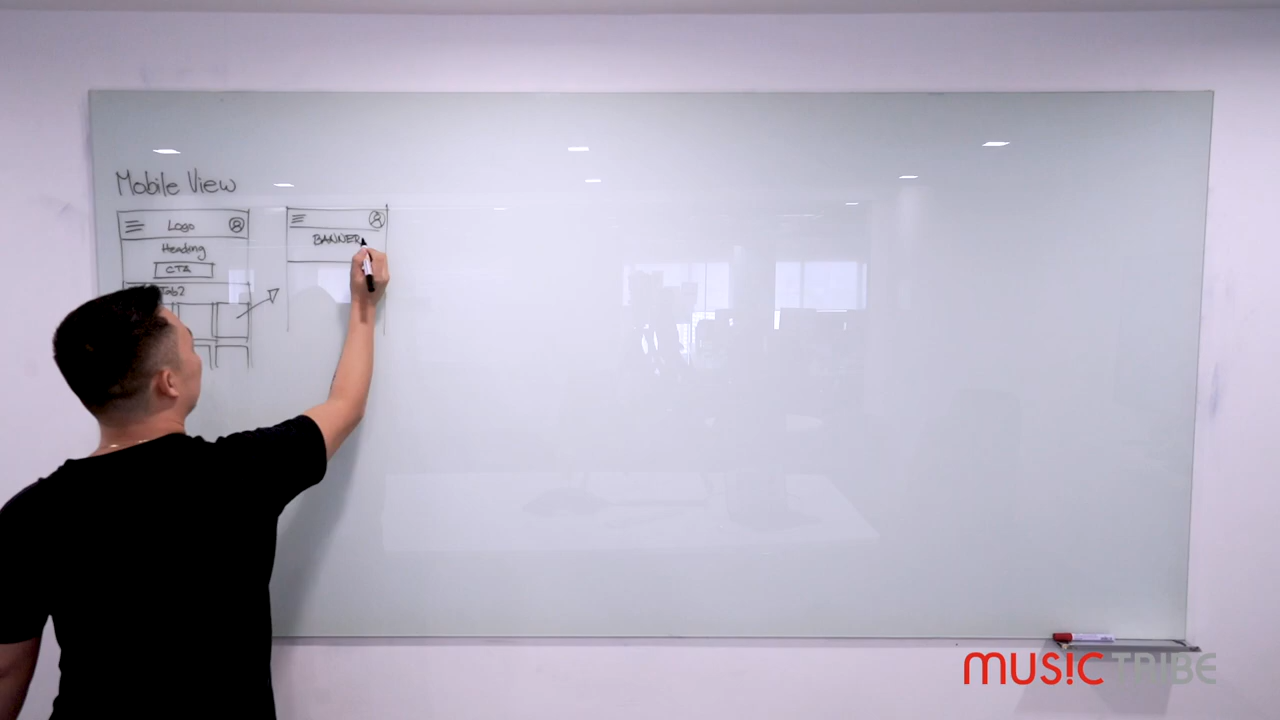 Mobile View
Logo
Heading
CTA
Tab2
BANNER
MUSIC TRIBE